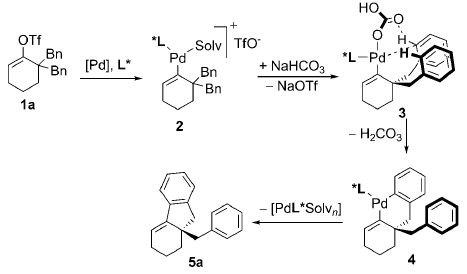 OTf
Bn
Bn
1a
[Pd], L*
*L
Pd
Solv
+
TfO-
Bn
Bn
2
+ NaHCO3
– NaOTf
HO
O
O
*L
Pd
H
H
3
– H2CO3
*L
Pd
4
– [PdL*Solvn]
5a